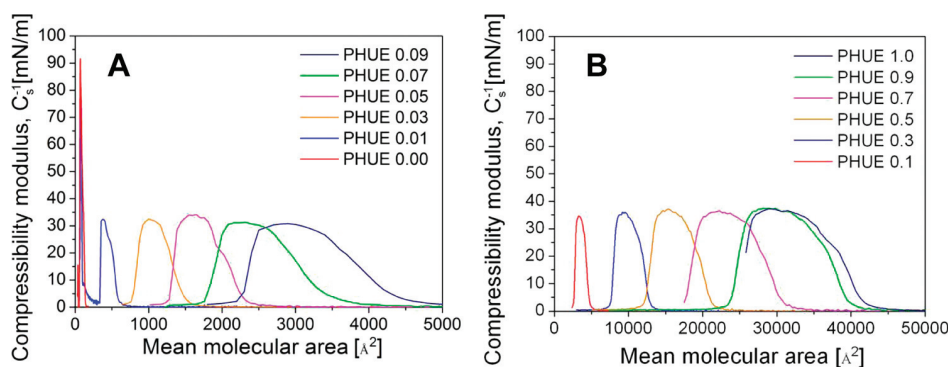 A
Compressibility modulus, C_s^-1 [mN/m]
100
90
80
70
60
50
40
30
20
10
0
PHUE 0.09
PHUE 0.07
PHUE 0.05
PHUE 0.03
PHUE 0.01
PHUE 0.00
0 1000 2000 3000 4000 5000
Mean molecular area [Å²]
B
Compressibility modulus, C_s^-1 [mN/m]
100
90
80
70
60
50
40
30
20
10
0
PHUE 1.0
PHUE 0.9
PHUE 0.7
PHUE 0.5
PHUE 0.3
PHUE 0.1
10000 20000 30000 40000 50000
Mean molecular area [Å²]